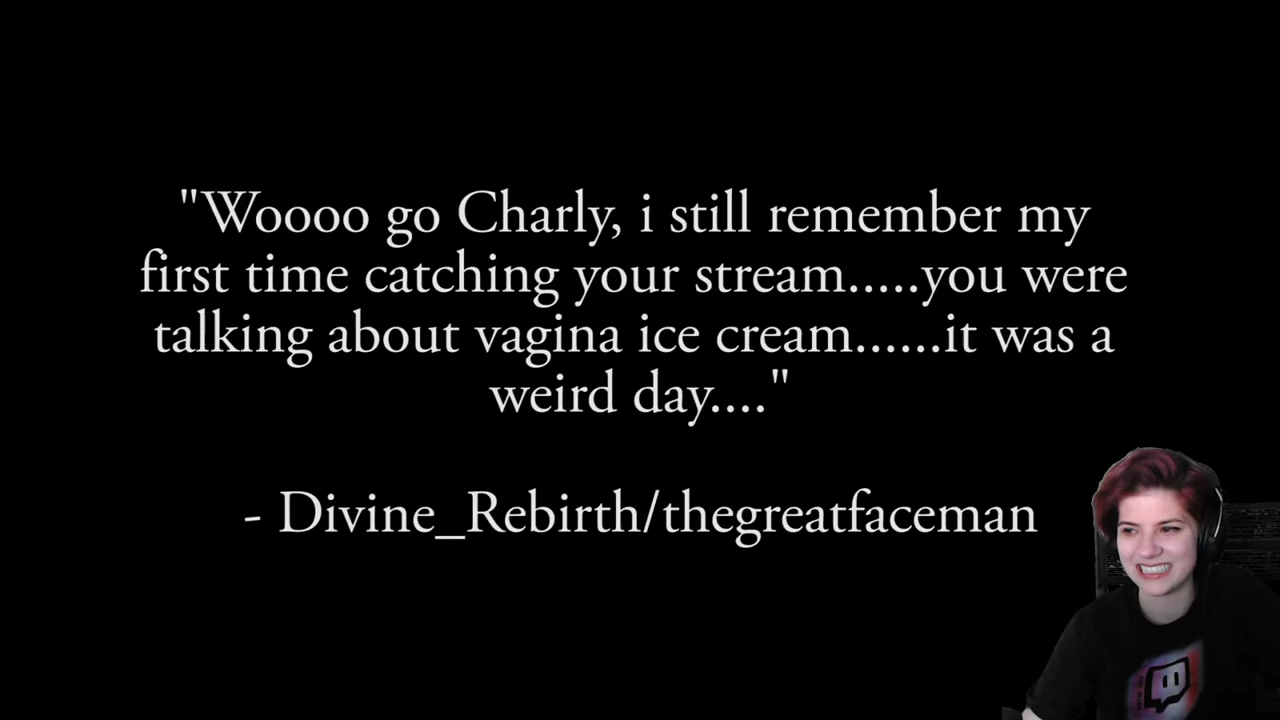 "Woooo go Charly, i still remember my
first time catching your stream.....you were
talking about vagina ice cream......it was a
weird day...."
- Divine_Rebirth/thegreatfaceman